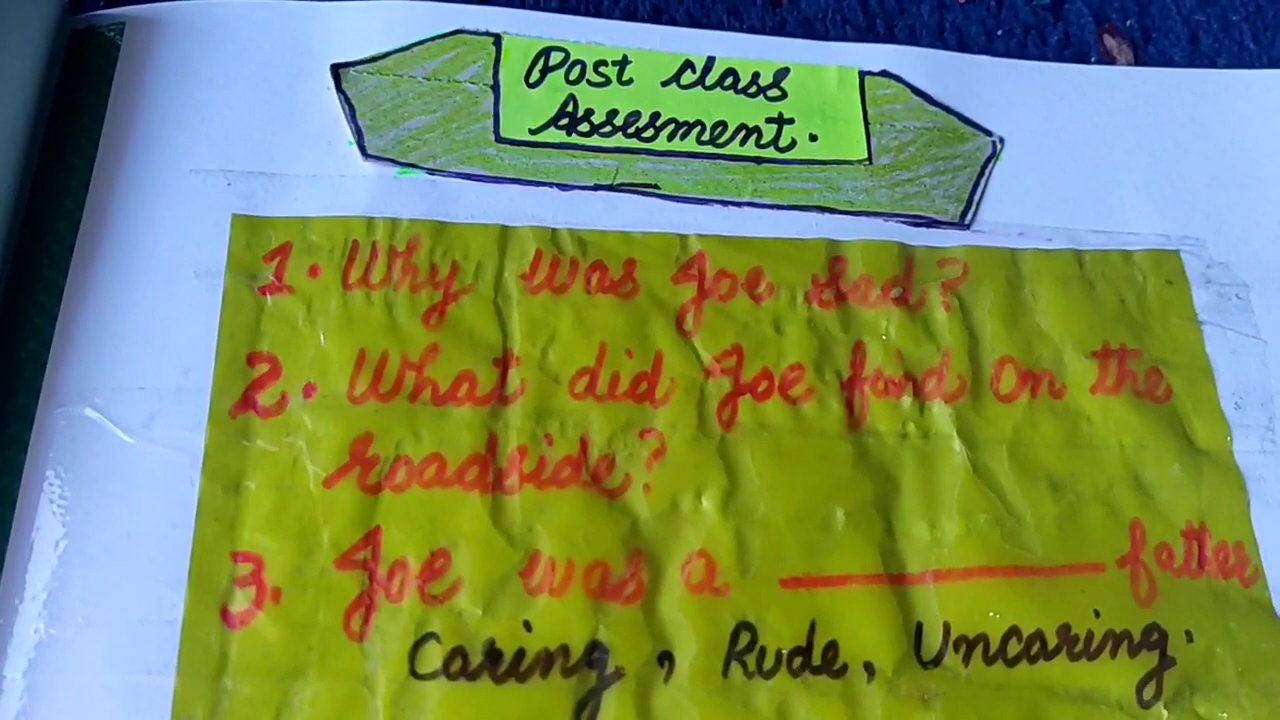 Post class
Assesment.
1. Why was Joe sad?
2. What did Joe find on the
roadside?
3. Joe was a ______ father
Caring, Rude, Uncaring.